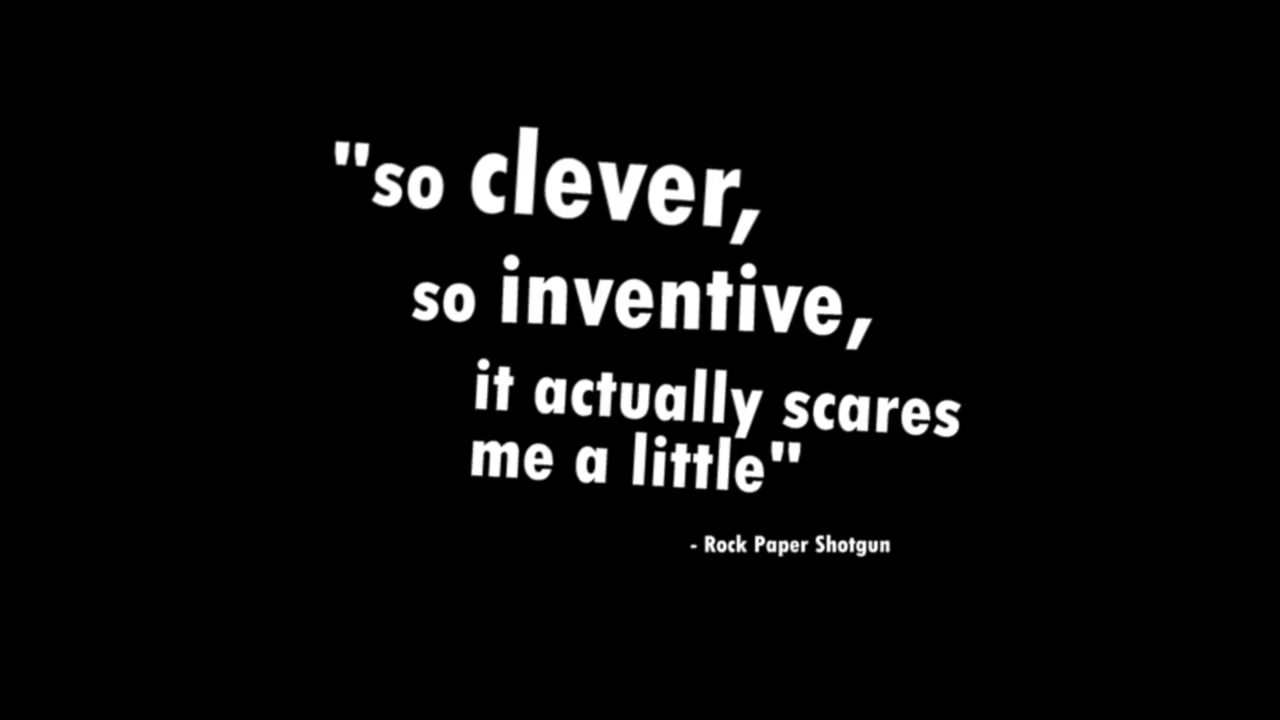 "so clever,
so inventive,
it actually scares
me a little"
- Rock Paper Shotgun